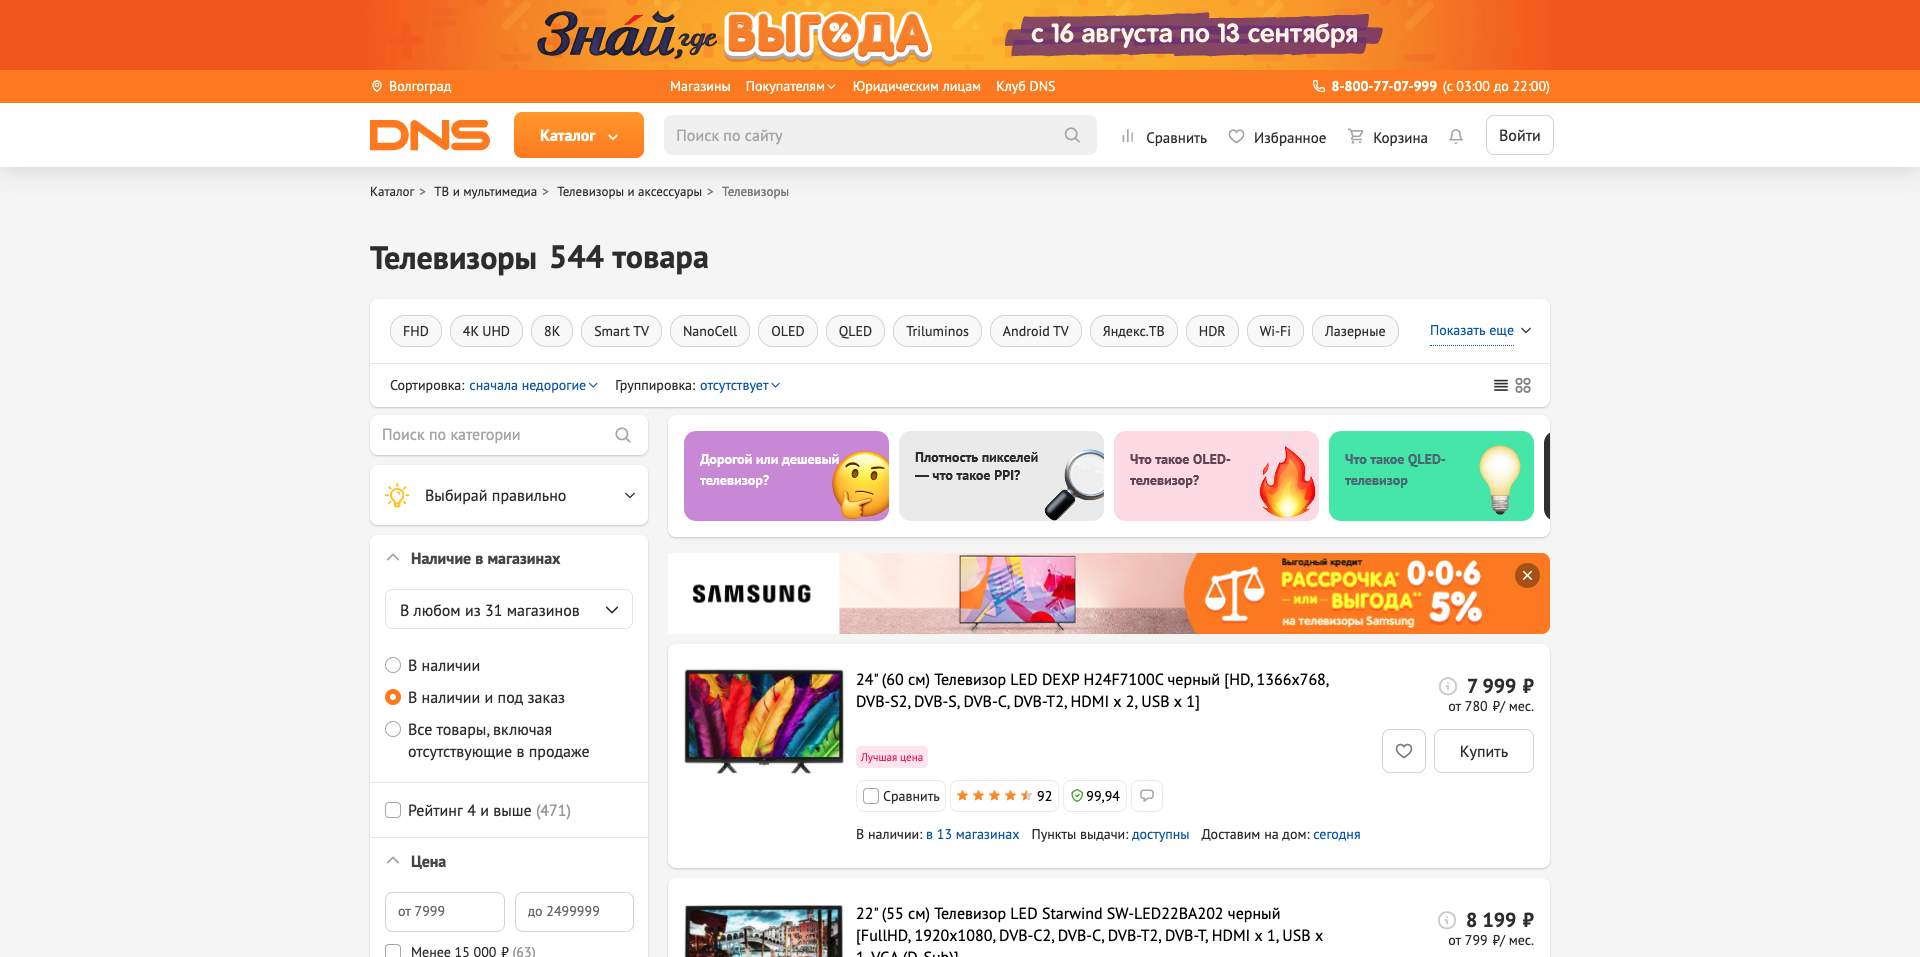 Знай, где ВЫГОДА
с 16 августа по 13 сентября
Волгоград
Магазины Покупателям Юридическим лицам Клуб DNS
8-800-77-07-999 (с 03:00 до 22:00)
DNS
Каталог
Поиск по сайту
Сравнить
Избранное
Корзина
Войти
Каталог > ТВ и мультимедиа > Телевизоры и аксессуары > Телевизоры
Телевизоры 544 товара
FHD 4K UHD 8K Smart TV NanoCell OLED QLED Triluminos Android TV Яндекс.ТВ HDR Wi-Fi Лазерные
Показать еще
Сортировка: сначала недорогие Группировка: отсутствует
Поиск по категории
Выбирай правильно
Наличие в магазинах
В любом из 31 магазинов
В наличии
В наличии и под заказ
Все товары, включая
отсутствующие в продаже
Рейтинг 4 и выше (471)
Цена
от 7999
до 2499999
Менее 15 000 ₽ (63)
Дорогой или дешевый
телевизор?
Плотность пикселей
— что такое PPI?
Что такое OLED-
телевизор?
Что такое QLED-
телевизор
SAMSUNG
Выгодный кредит
РАССРОЧКА* 0·0·6
— или — ВЫГОДА** 5%
на телевизоры Samsung
24" (60 см) Телевизор LED DEXP H24F7100C черный [HD, 1366x768,
DVB-S2, DVB-S, DVB-C, DVB-T2, HDMI x 2, USB x 1]
7 999 ₽
от 780 ₽/ мес.
Купить
Лучшая цена
Сравнить
92
99,94
В наличии: в 13 магазинах Пункты выдачи: доступны Доставим на дом: сегодня
22" (55 см) Телевизор LED Starwind SW-LED22BA202 черный
[FullHD, 1920x1080, DVB-C2, DVB-C, DVB-T2, DVB-T, HDMI x 1, USB x
1, VGA (D-Sub)]
8 199 ₽
от 799 ₽/ мес.